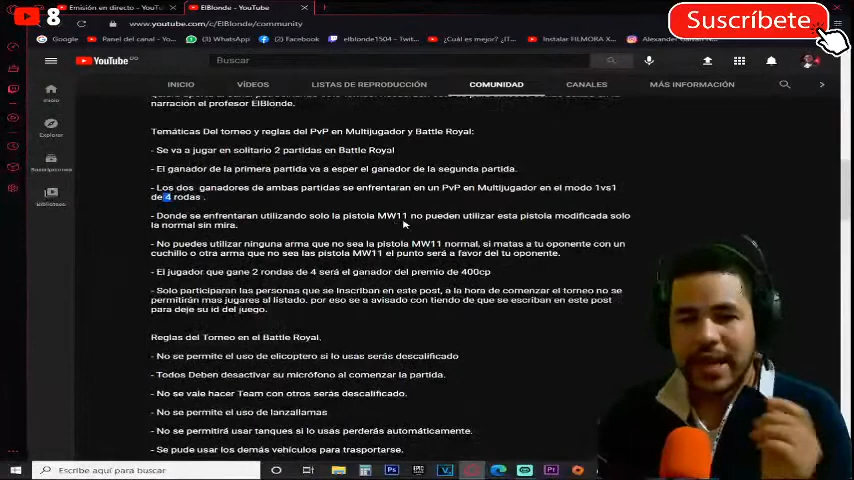 8
Emisión en directo - YouTu
ElBlonde - YouTube
Suscríbete
www.youtube.com/c/ElBlonde/community
Google
Panel del canal - Yo
(3) WhatsApp
(2) Facebook
elblonde1504 - Twit
¿Cuál es mejor? ¿IT
Instalar FILMORA X
YouTube DO
Buscar
INICIO VÍDEOS LISTAS DE REPRODUCCIÓN COMUNIDAD CANALES MÁS INFORMACIÓN
Inicio
Explorar
Suscripciones
Biblioteca
narración el profesor ElBlonde.
Temáticas Del torneo y reglas del PvP en Multijugador y Battle Royal:
- Se va a jugar en solitario 2 partidas en Battle Royal
- El ganador de la primera partida va a esper el ganador de la segunda partida.
- Los dos ganadores de ambas partidas se enfrentaran en un PvP en Multijugador en el modo 1vs1
de 4 rodas .
- Donde se enfrentaran utilizando solo la pistola MW11 no pueden utilizar esta pistola modificada solo
la normal sin mira.
- No puedes utilizar ninguna arma que no sea la pistola MW11 normal, si matas a tu oponente con un
cuchillo o otra arma que no sea las pistola MW11 el punto será a favor del tu oponente.
- El jugador que gane 2 rondas de 4 será el ganador del premio de 400cp
- Solo participaran las personas que se Inscriban en este post, a la hora de comenzar el torneo no se
permitirán mas jugares al listado. por eso se a avisado con tiendo de que se escriban en este post
para deje su id del juego.
Reglas del Torneo en el Battle Royal,
- No se permite el uso de elicoptero si lo usas serás descalificado
- Todos Deben desactivar su micrófono al comenzar la partida.
- No se vale hacer Team con otros serás descalificado.
- No se permite el uso de lanzallamas
- No se permitirá usar tanques si lo usas perderás automáticamente.
- Se pude usar los demás vehículos para trasportarse.
Escribe aquí para buscar
Ps
EPIC
V
Pr